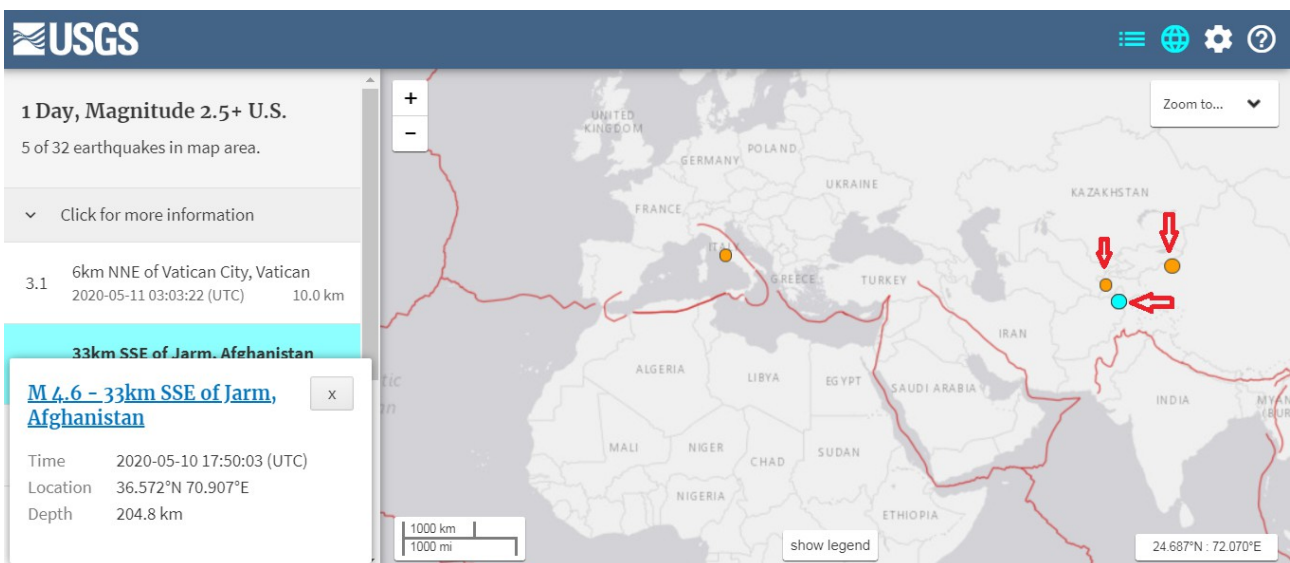 USGS
1 Day, Magnitude 2.5+ U.S.
5 of 32 earthquakes in map area.
Click for more information
3.1
6km NNE of Vatican City, Vatican
2020-05-11 03:03:22 (UTC) 10.0 km
33km SSE of Jarm, Afghanistan
M 4.6 - 33km SSE of Jarm,
Afghanistan
x
Time 2020-05-10 17:50:03 (UTC)
Location 36.572°N 70.907°E
Depth 204.8 km
+
−
Zoom to...
UNITED
KINGDOM
POLAND
GERMANY
UKRAINE
KAZAKHSTAN
FRANCE
ITALY
GREECE
TURKEY
IRAN
ALGERIA
LIBYA
EGYPT
SAUDI ARABIA
INDIA
MYAN
(BUR
tic
an
MALI
NIGER
CHAD
SUDAN
NIGERIA
ETHIOPIA
1000 km
1000 mi
show legend
24.687°N : 72.070°E